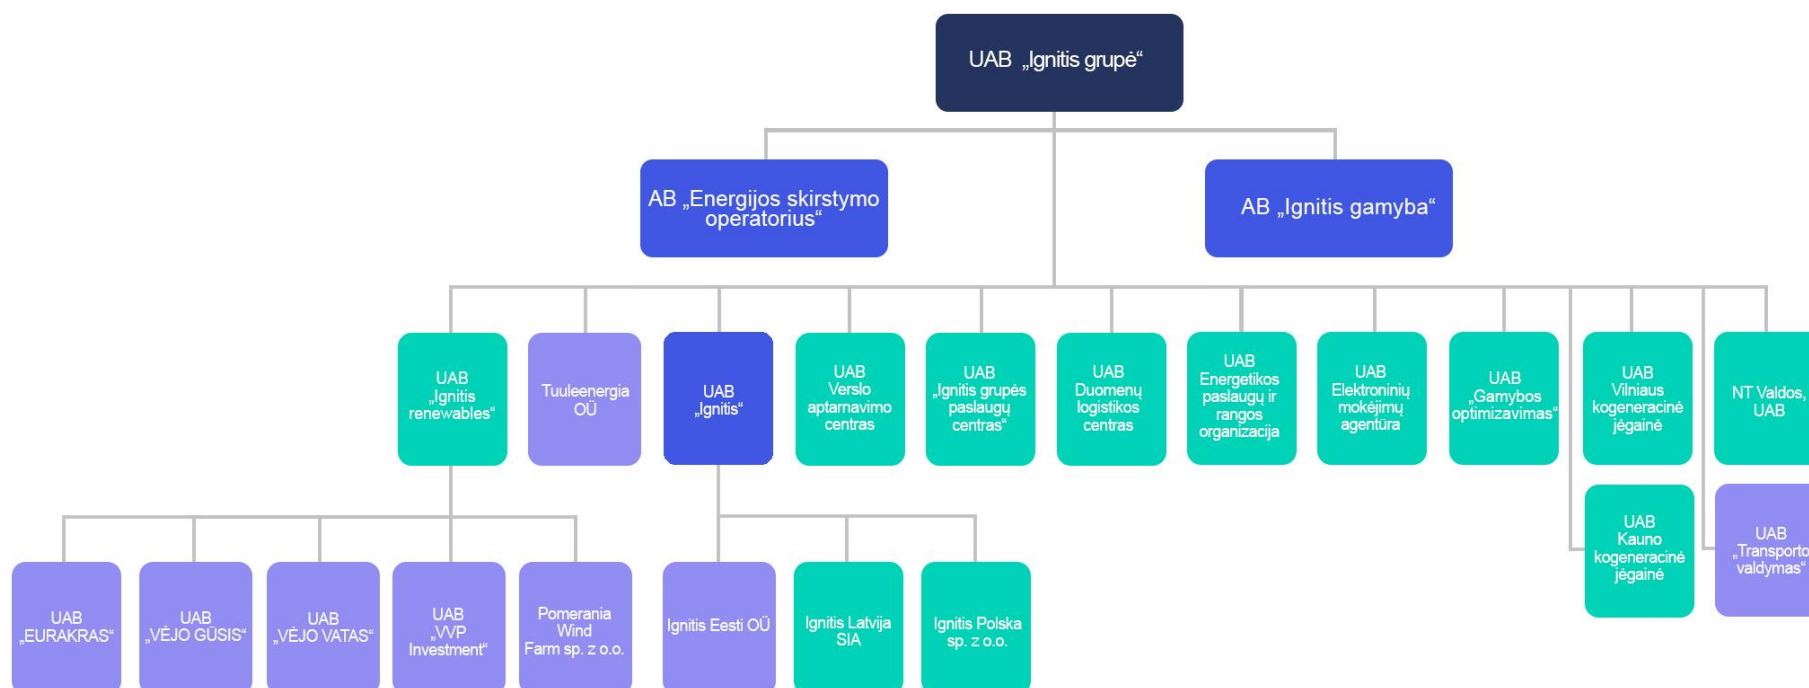 UAB „Ignitis grupė“
AB „Energijos skirstymo
operatorius“
AB „Ignitis gamyba“
UAB
„Ignitis
renewables“
Tuuleenergia
OÜ
UAB
„Ignitis“
UAB
Verslo
aptarnavimo
centras
UAB
„Ignitis grupės
paslaugų
centras“
UAB
Duomenų
logistikos
centras
UAB
Energetikos
paslaugų ir
rangos
organizacija
UAB
Elektroninių
mokėjimų
agentūra
UAB
„Gamybos
optimizavimas“
UAB
Vilniaus
kogeneracinė
jėgainė
NT Valdos,
UAB
UAB
Kauno
kogeneracinė
jėgainė
UAB
„Transporto
valdymas“
UAB
„EURAKRAS“
UAB
„VĖJO GŪSIS“
UAB
„VĖJO VATAS“
UAB
„VVP
Investment“
Pomerania
Wind
Farm sp. z o.o.
Ignitis Eesti OÜ
Ignitis Latvija
SIA
Ignitis Polska
sp. z o.o.